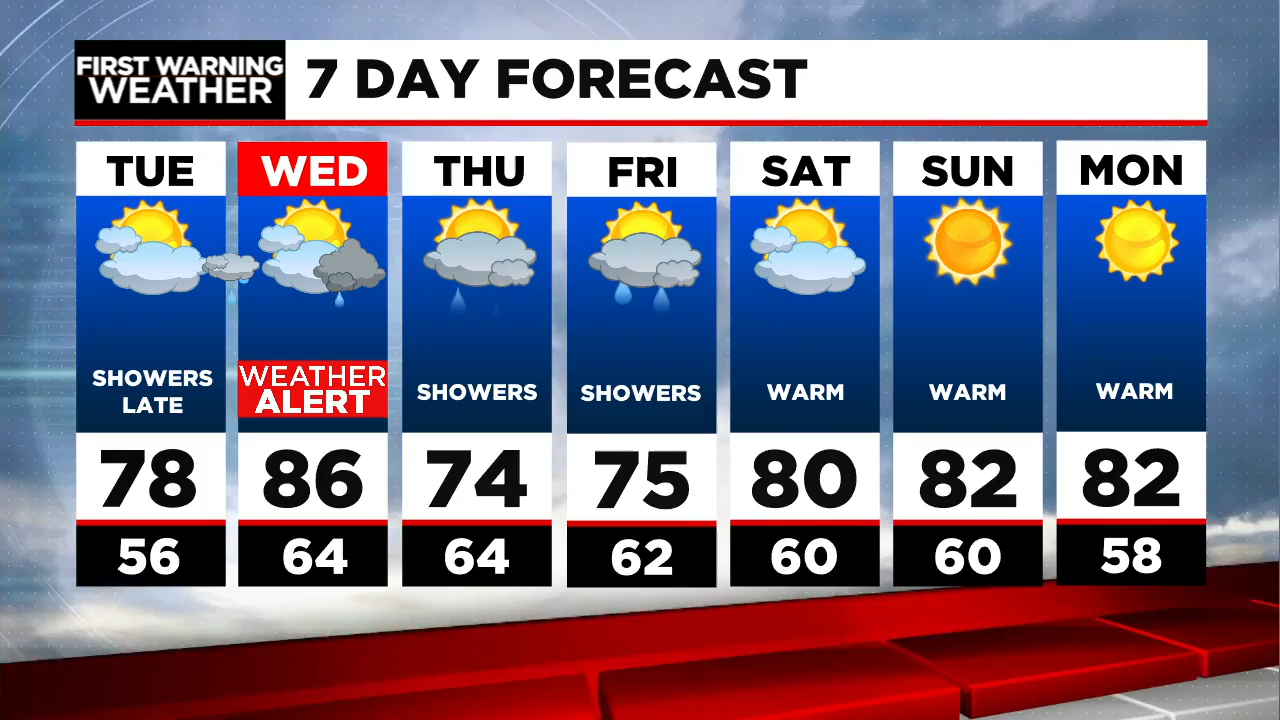 FIRST WARNING
WEATHER
7 DAY FORECAST
TUE
WED
THU
FRI
SAT
SUN
MON
SHOWERS
LATE
WEATHER
ALERT
SHOWERS
SHOWERS
WARM
WARM
WARM
78
86
74
75
80
82
82
56
64
64
62
60
60
58